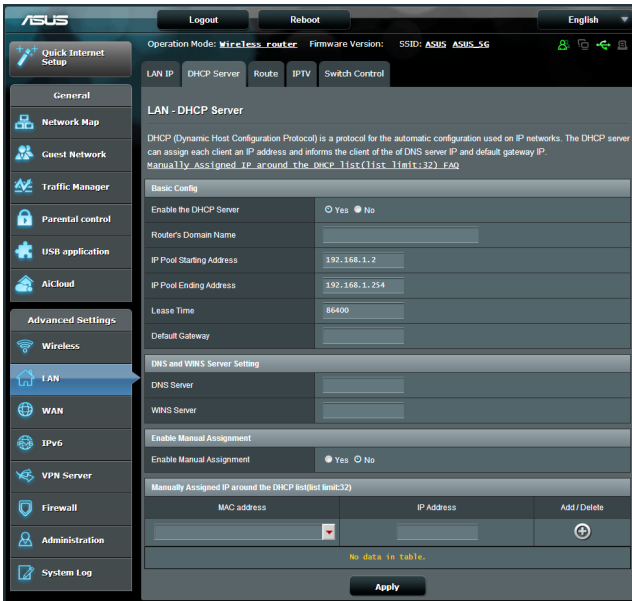 ASUS
Logout
Reboot
English
Quick Internet
Setup
Operation Mode: Wireless router Firmware Version: SSID: ASUS ASUS_5G
LAN IP
DHCP Server
Route
IPTV
Switch Control
General
Network Map
Guest Network
Traffic Manager
Parental control
USB application
AiCloud
Advanced Settings
Wireless
LAN
WAN
IPv6
VPN Server
Firewall
Administration
System Log
LAN - DHCP Server
DHCP (Dynamic Host Configuration Protocol) is a protocol for the automatic configuration used on IP networks. The DHCP server
can assign each client an IP address and informs the client of the of DNS server IP and default gateway IP.
Manually Assigned IP around the DHCP list(list limit:32) FAQ
Basic Config
Enable the DHCP Server Yes No
Router's Domain Name
IP Pool Starting Address 192.168.1.2
IP Pool Ending Address 192.168.1.254
Lease Time 86400
Default Gateway
DNS and WINS Server Setting
DNS Server
WINS Server
Enable Manual Assignment
Enable Manual Assignment Yes No
Manually Assigned IP around the DHCP list(list limit:32)
MAC address IP Address Add / Delete
No data in table.
Apply